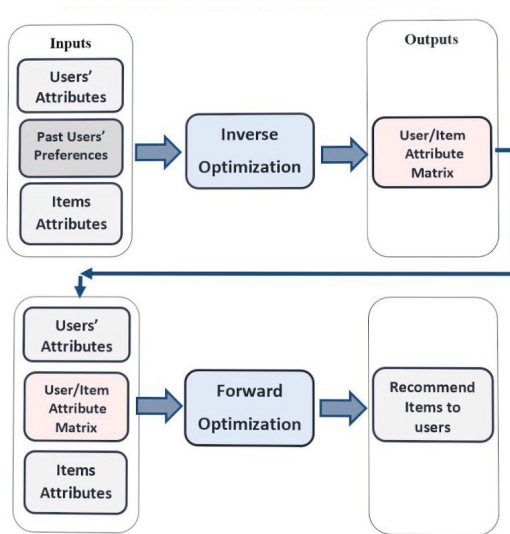 Inputs
Users'
Attributes
Past Users'
Preferences
Items
Attributes
Inverse
Optimization
Outputs
User/Item
Attribute
Matrix
Users'
Attributes
User/Item
Attribute
Matrix
Items
Attributes
Forward
Optimization
Recommend
Items to
users